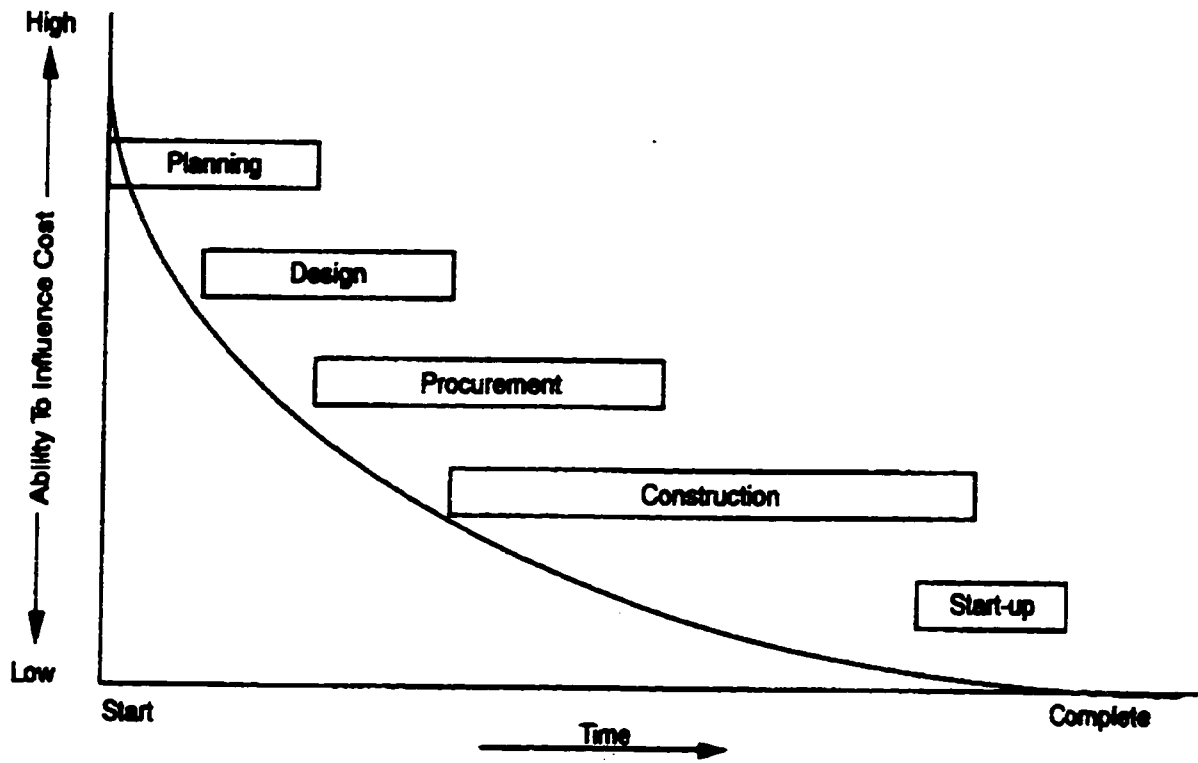 High
Ability To Influence Cost
Planning
Design
Procurement
Construction
Start-up
Low
Start
Complete
Time